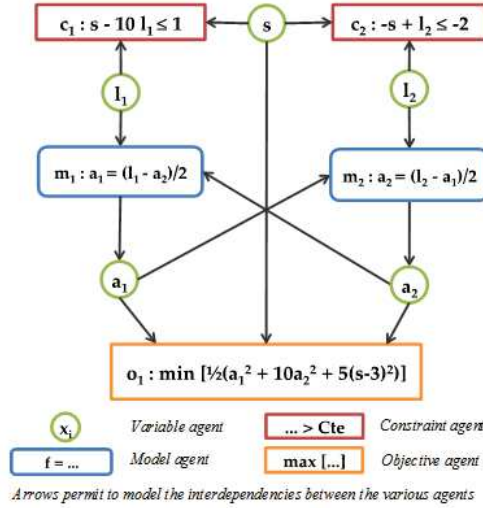 c₁ : s - 10 l₁ ≤ 1
s
c₂ : -s + l₂ ≤ -2
l₁
l₂
m₁ : a₁ = (l₁ - a₂)/2
m₂ : a₂ = (l₂ - a₁)/2
a₁
a₂
o₁ : min [½(a₁² + 10a₂² + 5(s-3)²)]
xᵢ
Variable agent
... > Cte
Constraint agent
f = ...
Model agent
max [...]
Objective agent
Arrows permit to model the interdependencies between the various agents